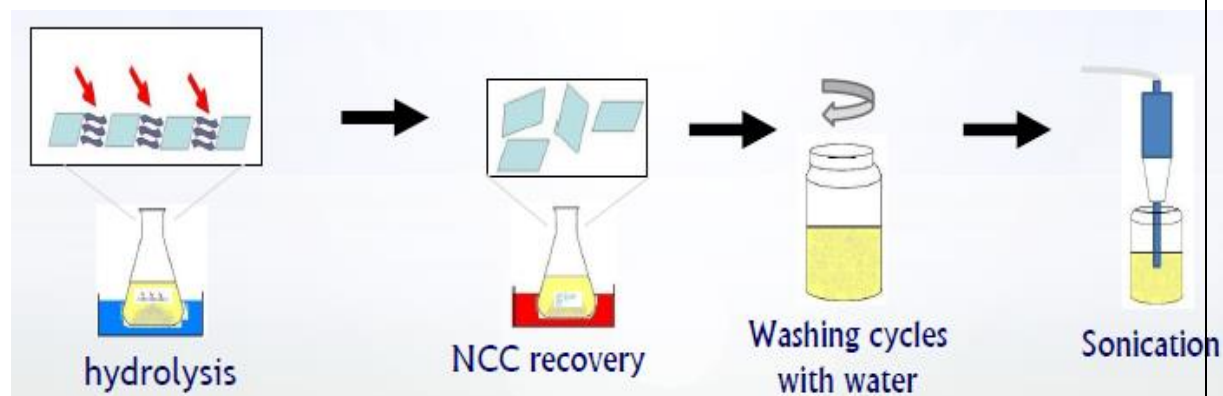 hydrolysis
NCC recovery
Washing cycles
with water
Sonication